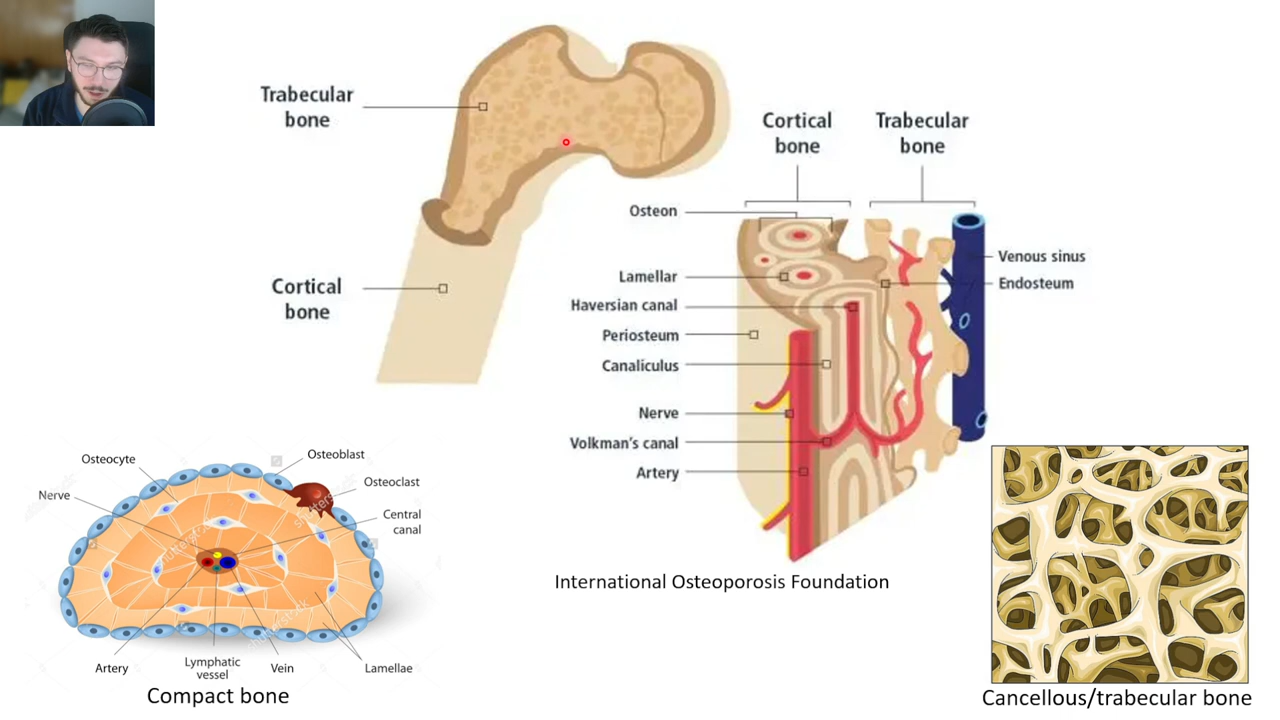 Trabecular
bone
Cortical
bone
Cortical
bone
Trabecular
bone
Osteon
Lamellar
Haversian canal
Periosteum
Canaliculus
Nerve
Volkman's canal
Artery
Venous sinus
Endosteum
International Osteoporosis Foundation
Osteocyte
Osteoblast
Nerve
Osteoclast
Central
canal
Artery
Lymphatic
vessel
Vein
Lamellae
Compact bone
Cancellous/trabecular bone